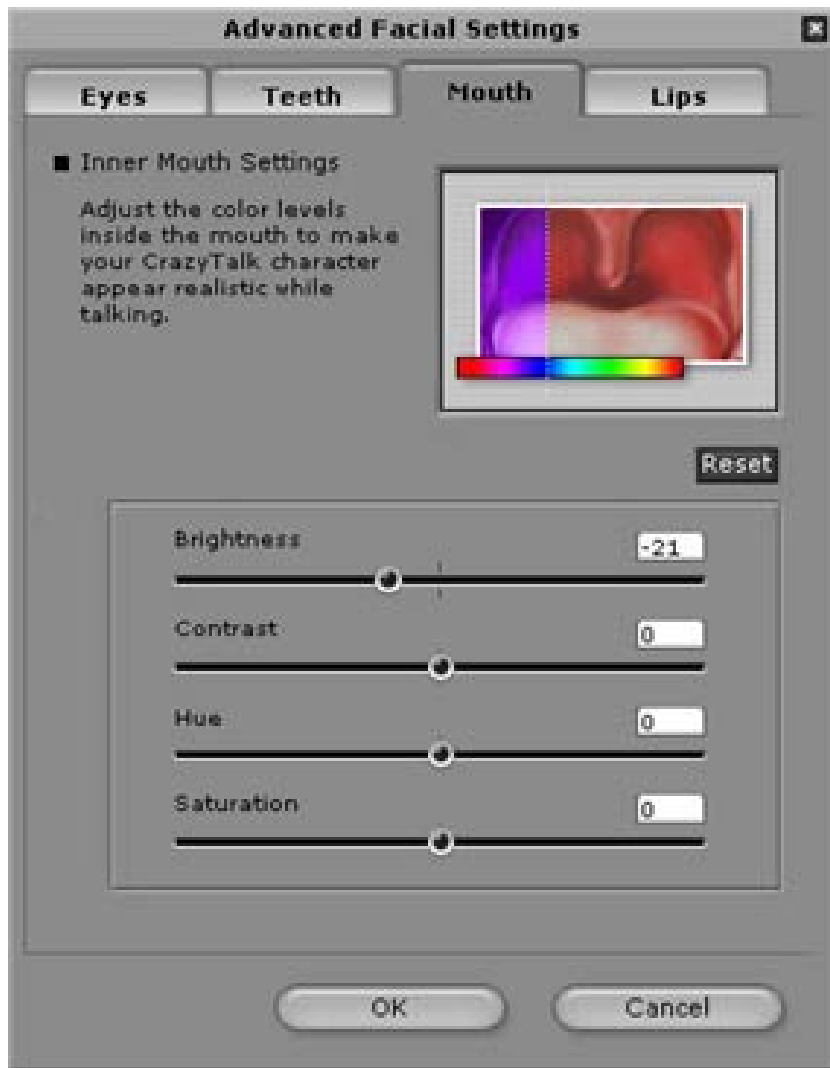 Advanced Facial Settings
Eyes
Teeth
Mouth
Lips
Inner Mouth Settings
Adjust the color levels
inside the mouth to make
your CrazyTalk character
appear realistic while
talking.
Reset
Brightness
-21
Contrast
0
Hue
0
Saturation
0
OK
Cancel